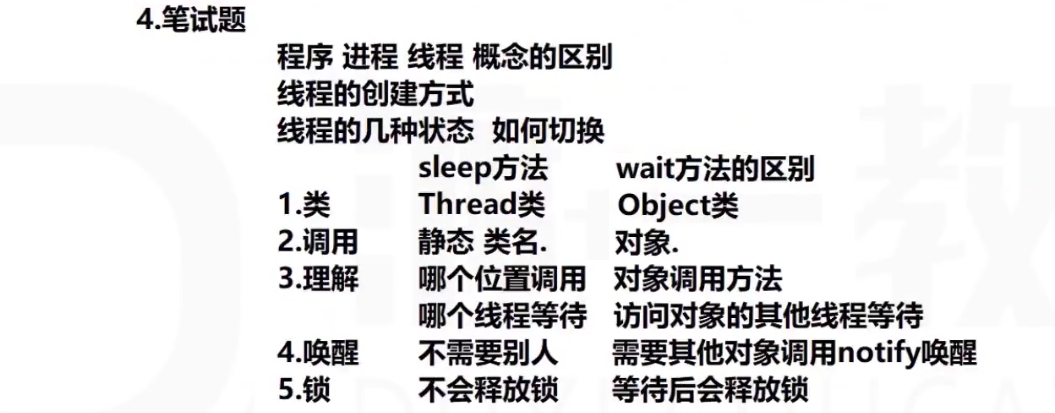 4.笔试题
程序 进程 线程 概念的区别
线程的创建方式
线程的几种状态 如何切换
sleep方法 wait方法的区别
1.类 Thread类 Object类
2.调用 静态 类名. 对象.
3.理解 哪个位置调用 对象调用方法
哪个线程等待 访问对象的其他线程等待
4.唤醒 不需要别人 需要其他对象调用notify唤醒
5.锁 不会释放锁 等待后会释放锁